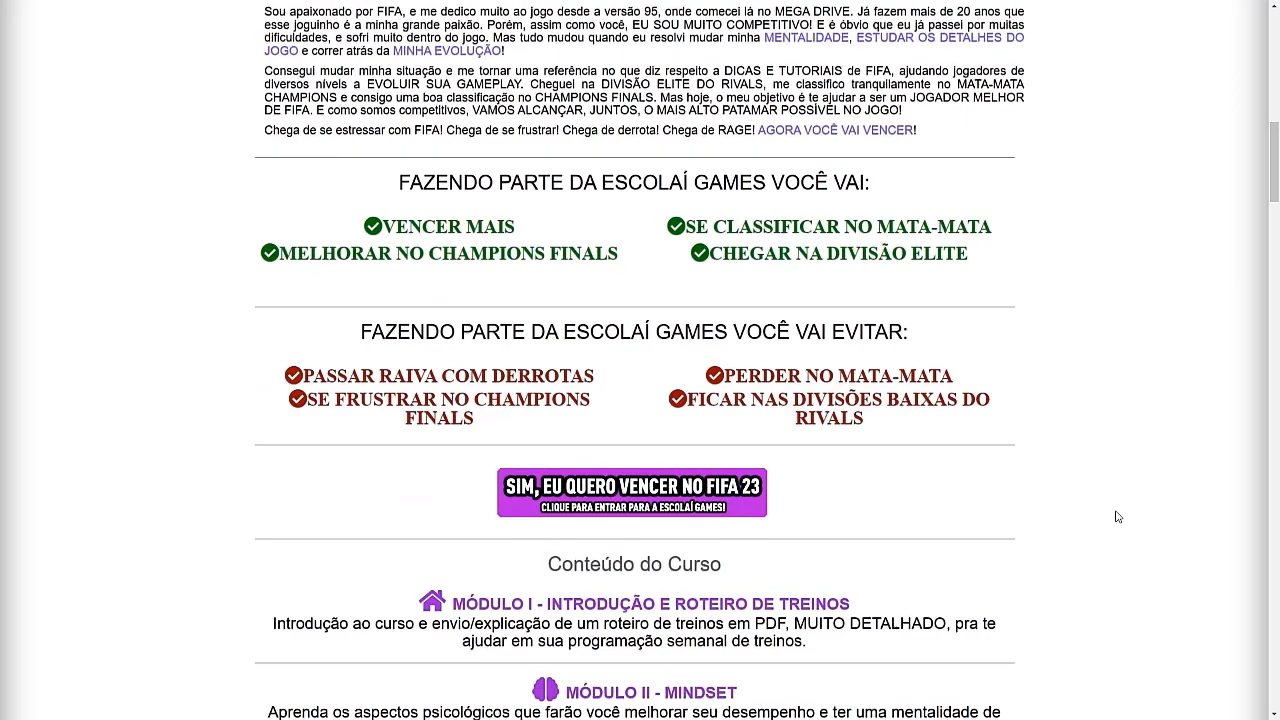 Sou apaixonado por FIFA, e me dedico muito ao jogo desde a versão 95, onde comecei lá no MEGA DRIVE. Já fazem mais de 20 anos que
esse joguinho é a minha grande paixão. Porém, assim como você, EU SOU MUITO COMPETITIVO! E é óbvio que eu já passei por muitas
dificuldades, e sofri muito dentro do jogo. Mas tudo mudou quando eu resolvi mudar minha MENTALIDADE, ESTUDAR OS DETALHES DO
JOGO e correr atrás da MINHA EVOLUÇÃO!
Consegui mudar minha situação e me tornar uma referência no que diz respeito a DICAS E TUTORIAIS de FIFA, ajudando jogadores de
diversos níveis a EVOLUIR SUA GAMEPLAY. Cheguei na DIVISÃO ELITE DO RIVALS, me classifico tranquilamente no MATA-MATA
CHAMPIONS e consigo uma boa classificação no CHAMPIONS FINALS. Mas hoje, o meu objetivo é te ajudar a ser um JOGADOR MELHOR
DE FIFA. E como somos competitivos, VAMOS ALCANÇAR, JUNTOS, O MAIS ALTO PATAMAR POSSÍVEL NO JOGO!
Chega de se estressar com FIFA! Chega de se frustrar! Chega de derrota! Chega de RAGE! AGORA VOCÊ VAI VENCER!
FAZENDO PARTE DA ESCOLAÍ GAMES VOCÊ VAI:
VENCER MAIS
MELHORAR NO CHAMPIONS FINALS
SE CLASSIFICAR NO MATA-MATA
CHEGAR NA DIVISÃO ELITE
FAZENDO PARTE DA ESCOLAÍ GAMES VOCÊ VAI EVITAR:
PASSAR RAIVA COM DERROTAS
SE FRUSTRAR NO CHAMPIONS
FINALS
PERDER NO MATA-MATA
FICAR NAS DIVISÕES BAIXAS DO
RIVALS
SIM, EU QUERO VENCER NO FIFA 23
CLIQUE PARA ENTRAR PARA A ESCOLAÍ GAMES!
Conteúdo do Curso
MÓDULO I - INTRODUÇÃO E ROTEIRO DE TREINOS
Introdução ao curso e envio/explicação de um roteiro de treinos em PDF, MUITO DETALHADO, pra te
ajudar em sua programação semanal de treinos.
MÓDULO II - MINDSET
Aprenda os aspectos psicológicos que farão você melhorar seu desempenho e ter uma mentalidade de